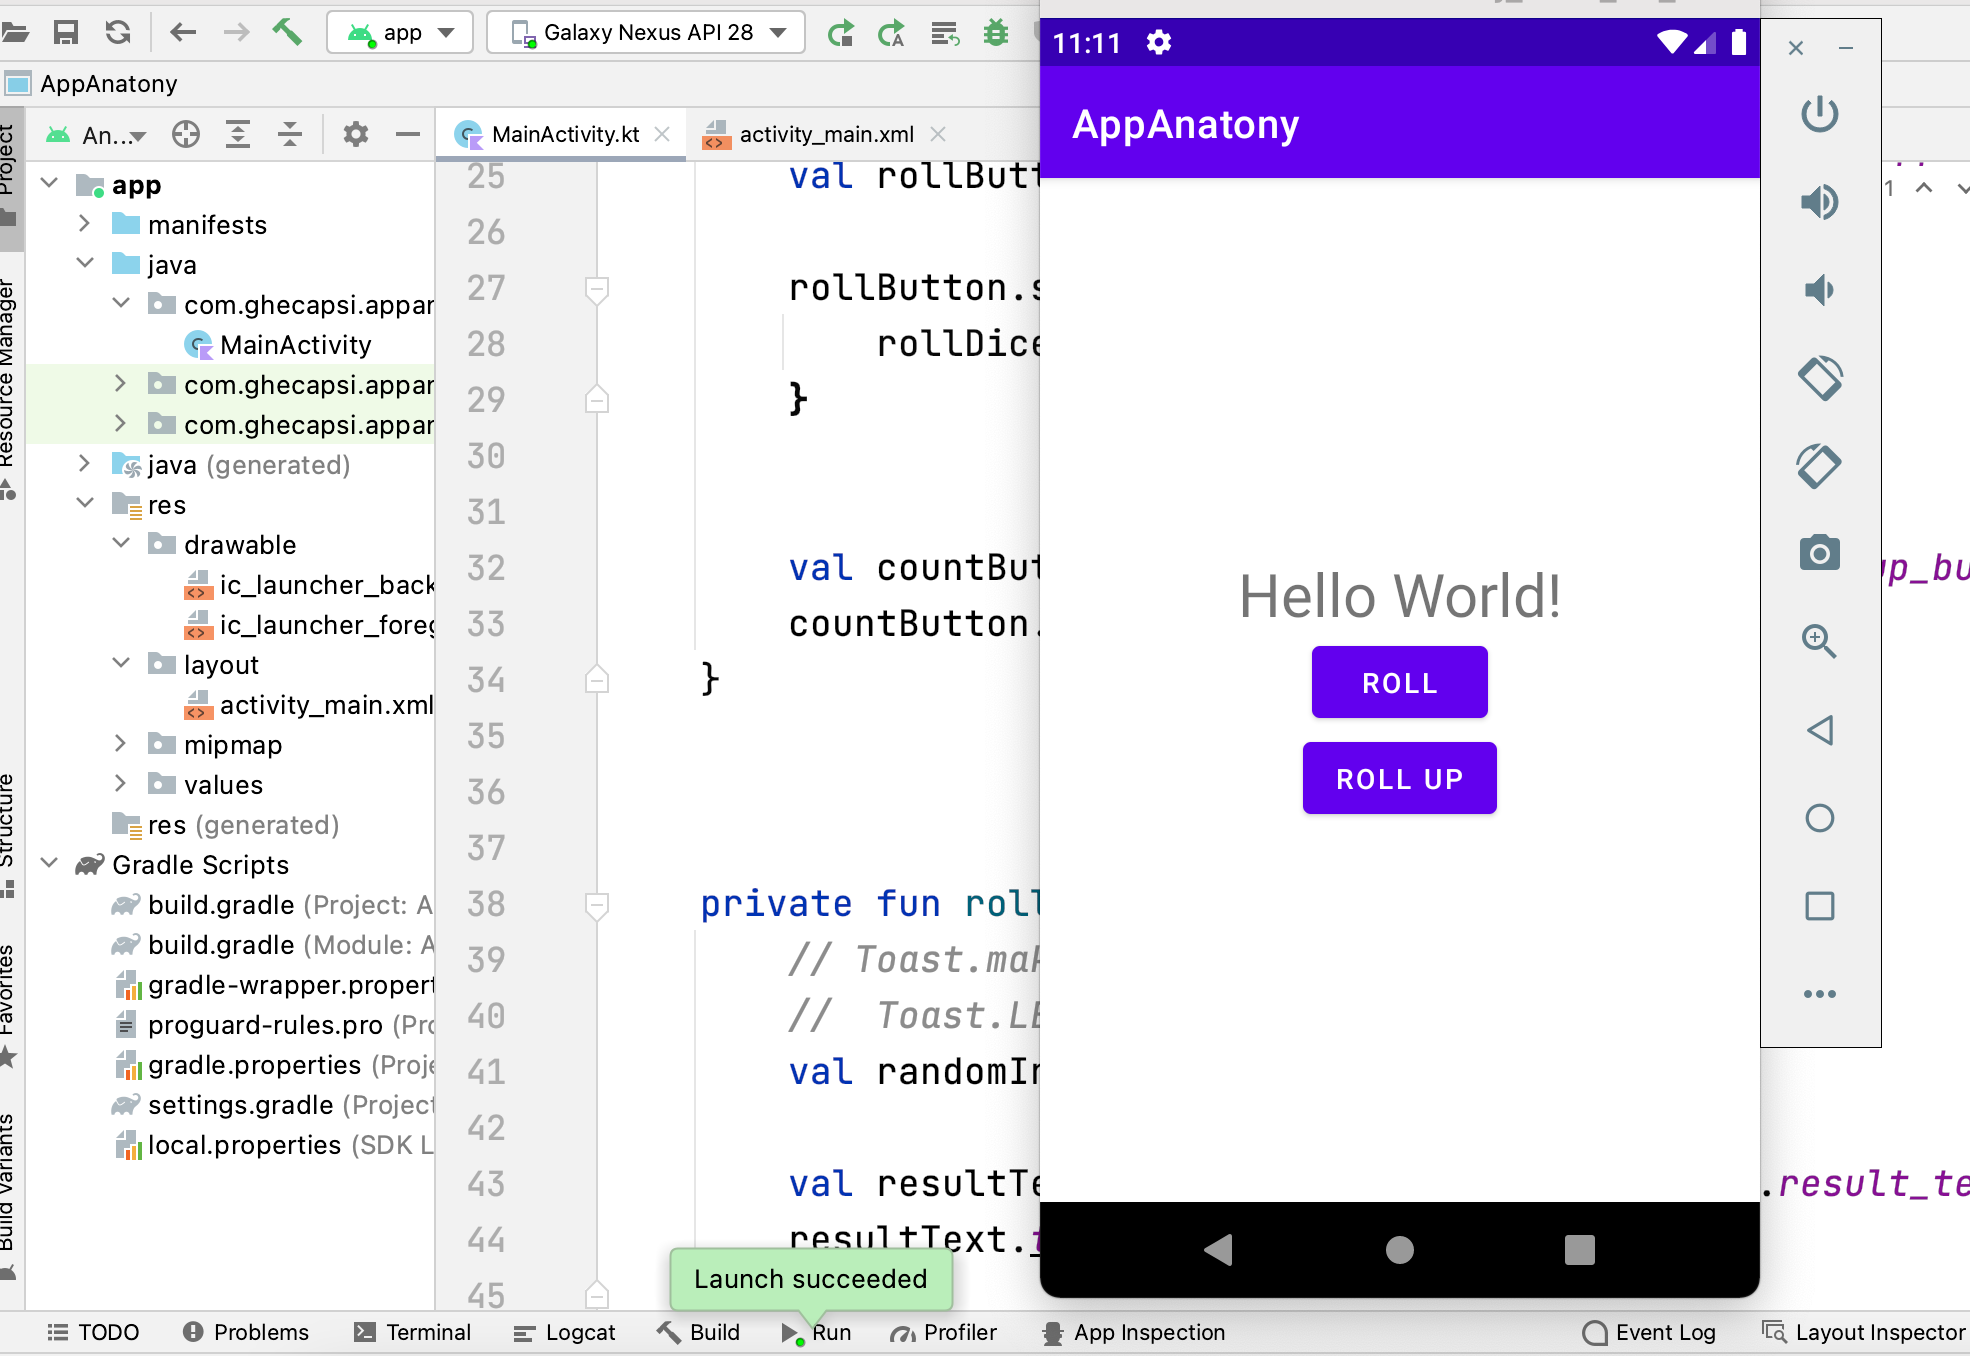 app
Galaxy Nexus API 28
AppAnatony
Project
Resource Manager
Structure
Favorites
Build Variants
An...
app
manifests
java
com.ghecapsi.appar
MainActivity
com.ghecapsi.appar
com.ghecapsi.appar
java (generated)
res
drawable
ic_launcher_back
ic_launcher_foreg
layout
activity_main.xml
mipmap
values
res (generated)
Gradle Scripts
build.gradle (Project: A
build.gradle (Module: A
gradle-wrapper.propert
proguard-rules.pro (Pro
gradle.properties (Proje
settings.gradle (Project
local.properties (SDK L
MainActivity.kt
activity_main.xml
1
25 val rollButt
26
27 rollButton.s
28 rollDice
29 }
30
31
32 val countBut up_bu
33 countButton.
34 }
35
36
37
38 private fun roll
39 // Toast.mak
40 // Toast.LE
41 val randomIn
42
43 val resultTe .result_te
44 resultText.t
45
11:11
AppAnatony
Hello World!
ROLL
ROLL UP
Launch succeeded
TODO
Problems
Terminal
Logcat
Build
Run
Profiler
App Inspection
Event Log
Layout Inspector